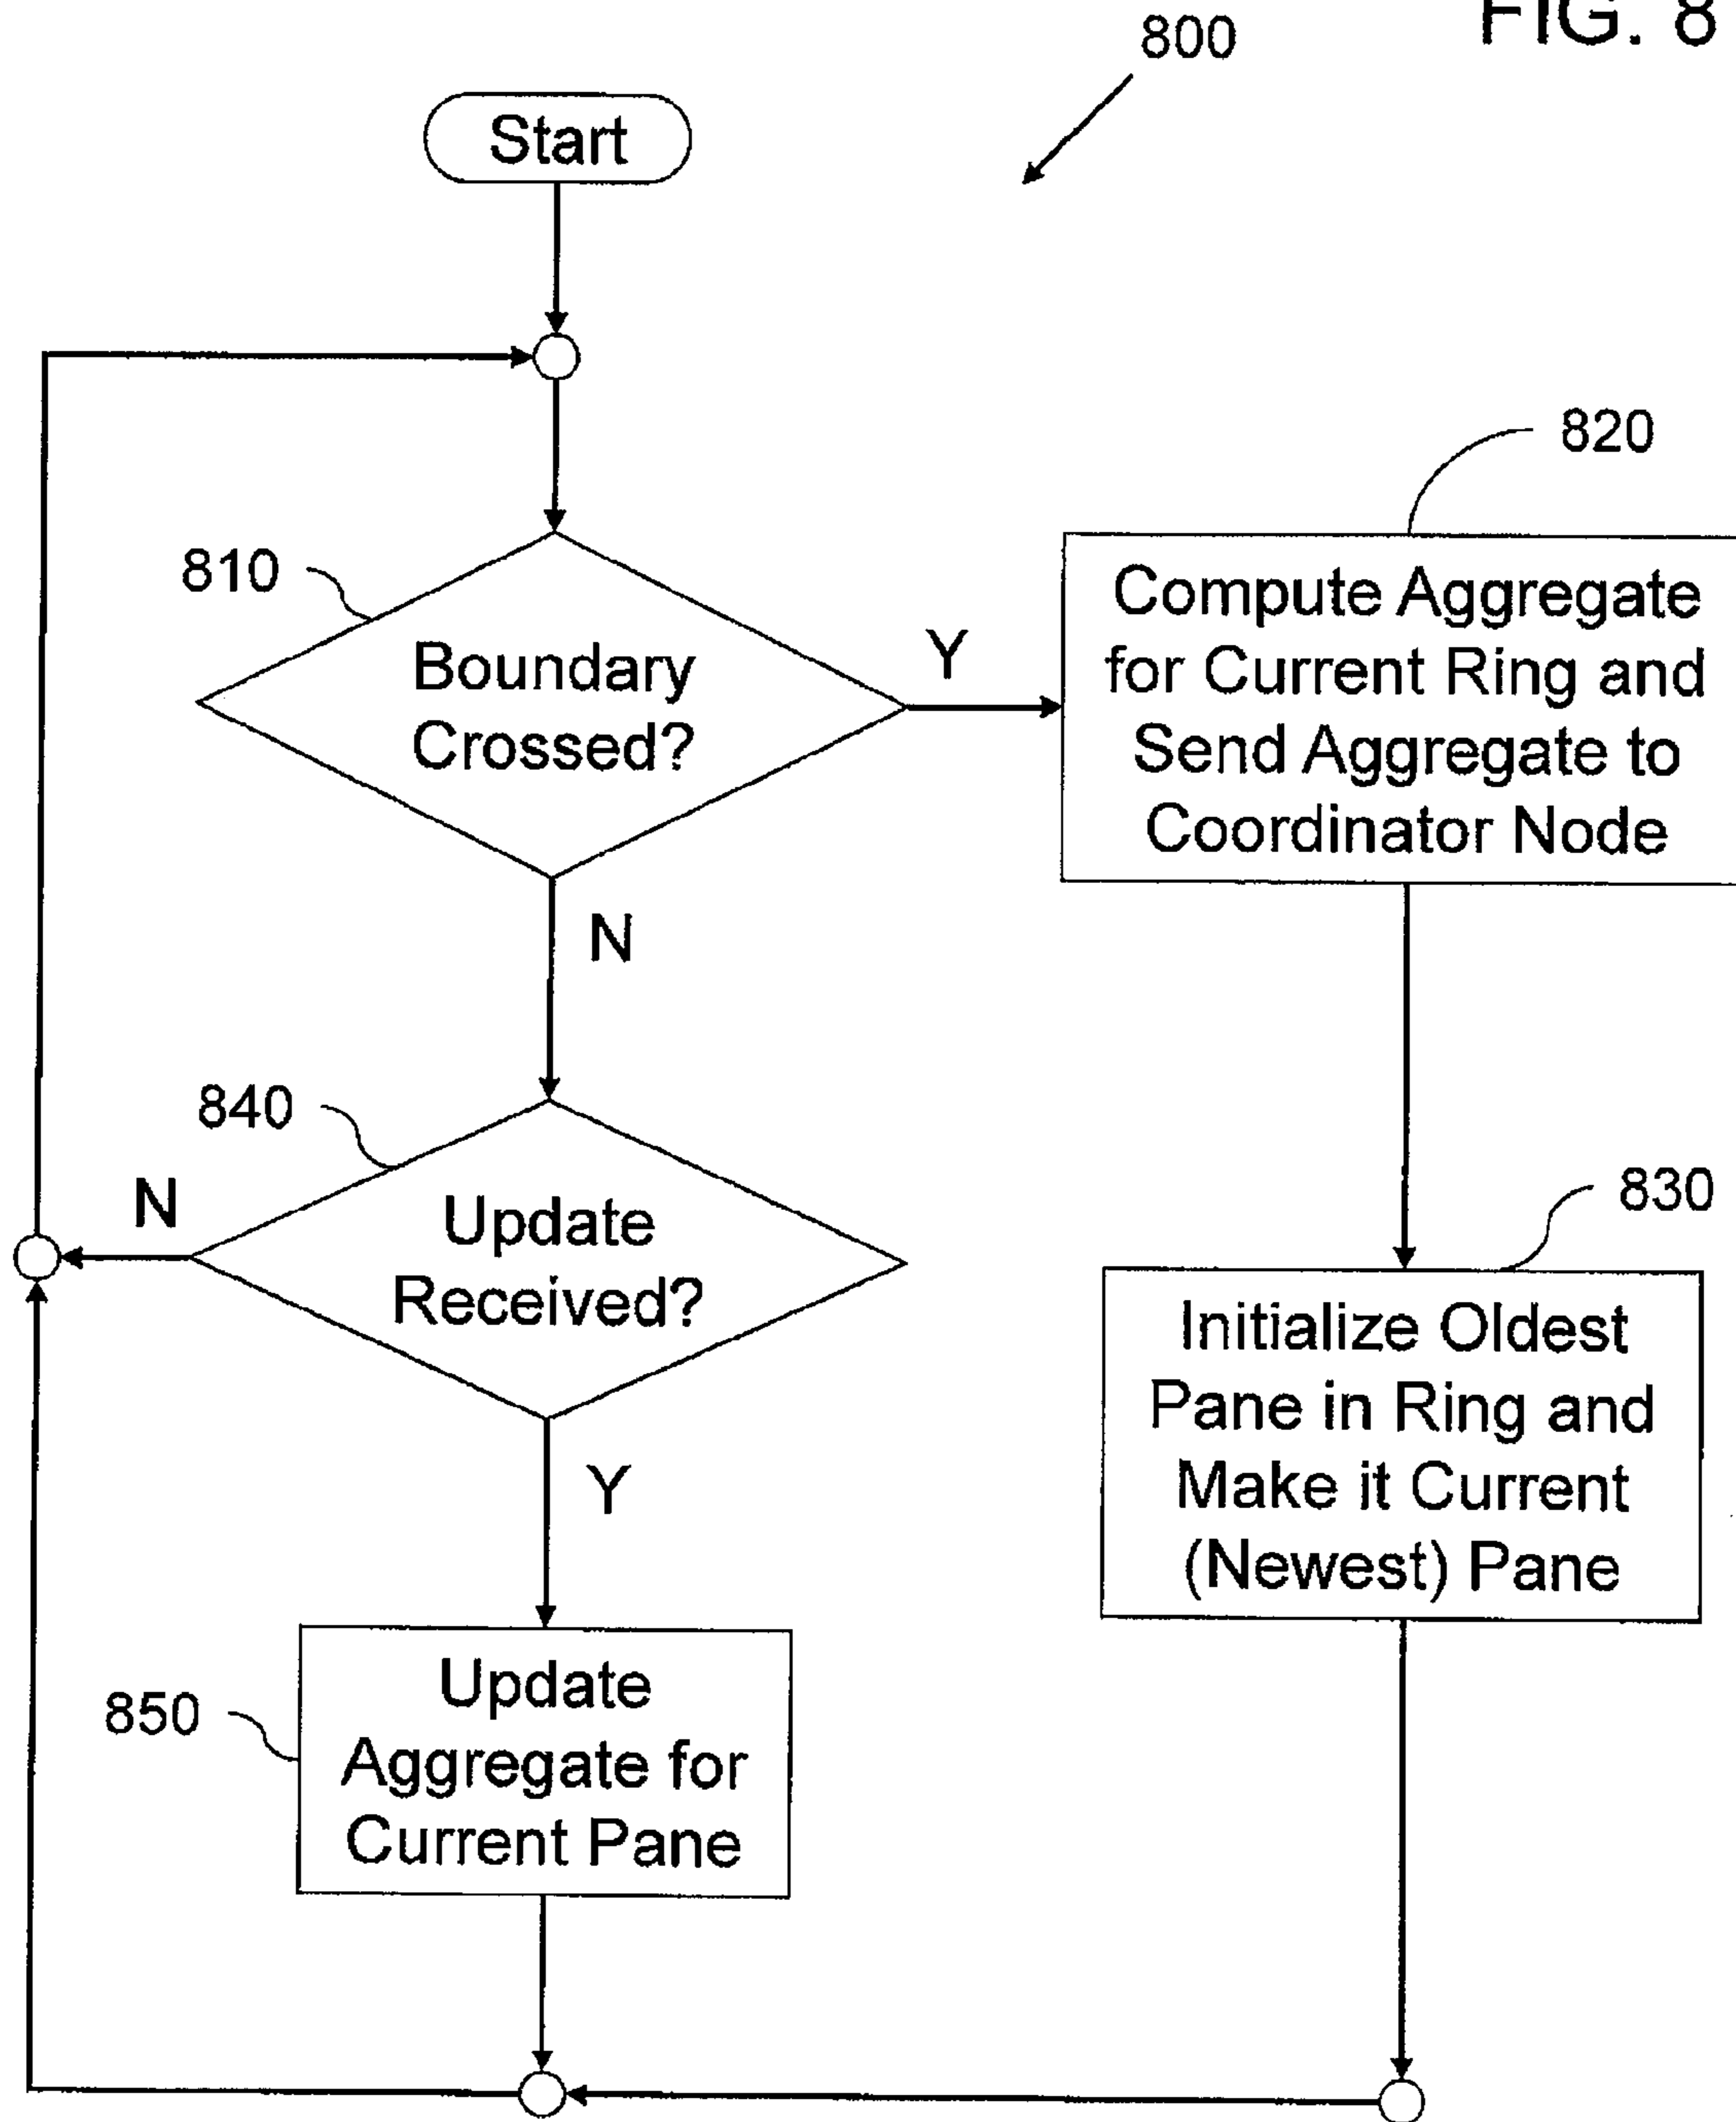 FIG. 8
800
Start
810
Boundary
Crossed?
Y
820
Compute Aggregate
for Current Ring and
Send Aggregate to
Coordinator Node
N
840
Update
Received?
N
830
Initialize Oldest
Pane in Ring and
Make it Current
(Newest) Pane
Y
850
Update
Aggregate for
Current Pane